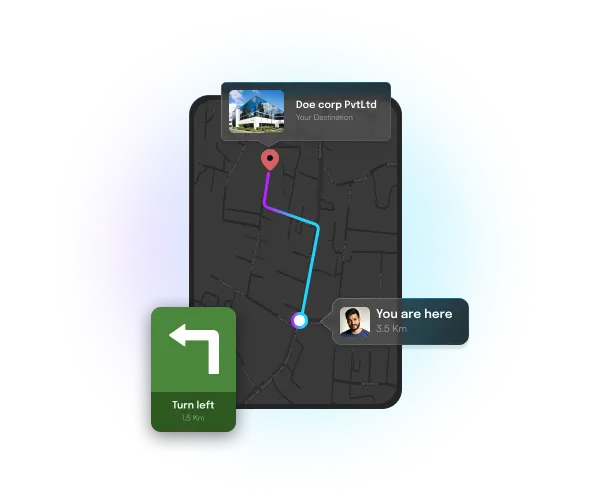 Doe corp PvtLtd
Your Destination
You are here
3.5 Km
Turn left
1.5 Km